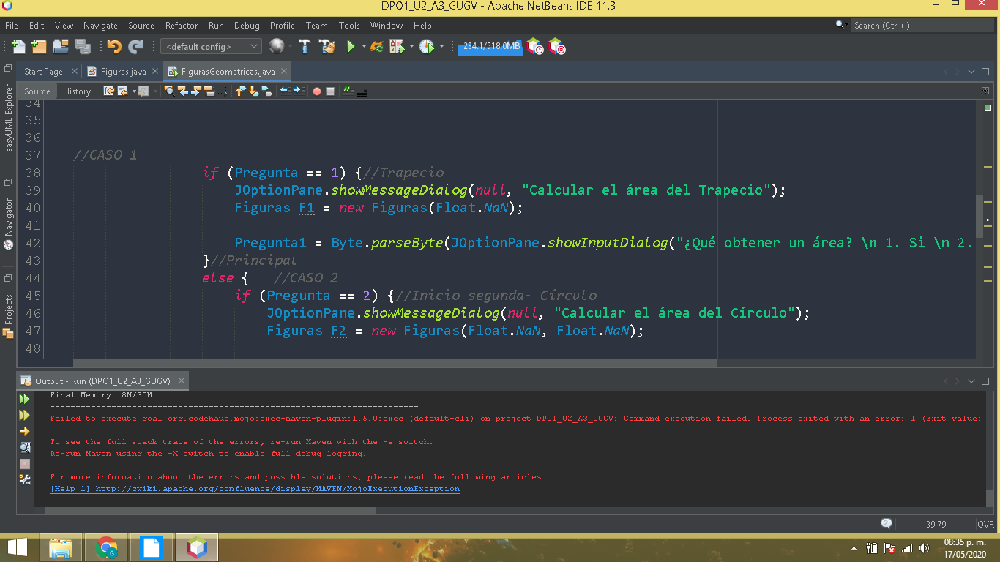 DPO1_U2_A3_GUGV - Apache NetBeans IDE 11.3
File Edit View Navigate Source Refactor Run Debug Profile Team Tools Window Help
Search (Ctrl+I)
<default config>
234.1/518.0MB
Start Page
Figuras.java
FigurasGeometricas.java
Source History
easyUML Explorer
Navigator
Projects
34
35
36
37 //CASO 1
38 if (Pregunta == 1) {//Trapecio
39 JOptionPane.showMessageDialog(null, "Calcular el área del Trapecio");
40 Figuras F1 = new Figuras(Float.NaN);
41
42 Pregunta1 = Byte.parseByte(JOptionPane.showInputDialog("¿Qué obtener un área? \n 1. Si \n 2.
43 }//Principal
44 else { //CASO 2
45 if (Pregunta == 2) {//Inicio segunda- Círculo
46 JOptionPane.showMessageDialog(null, "Calcular el área del Círculo");
47 Figuras F2 = new Figuras(Float.NaN, Float.NaN);
48
Output - Run (DPO1_U2_A3_GUGV)
Final Memory: 8M/30M
------------------------------------------------------------------------
Failed to execute goal org.codehaus.mojo:exec-maven-plugin:1.5.0:exec (default-cli) on project DPO1_U2_A3_GUGV: Command execution failed. Process exited with an error: 1 (Exit value:
To see the full stack trace of the errors, re-run Maven with the -e switch.
Re-run Maven using the -X switch to enable full debug logging.
For more information about the errors and possible solutions, please read the following articles:
[Help 1] http://cwiki.apache.org/confluence/display/MAVEN/MojoExecutionException
2
39:79
OVR
08:35 p. m.
17/05/2020